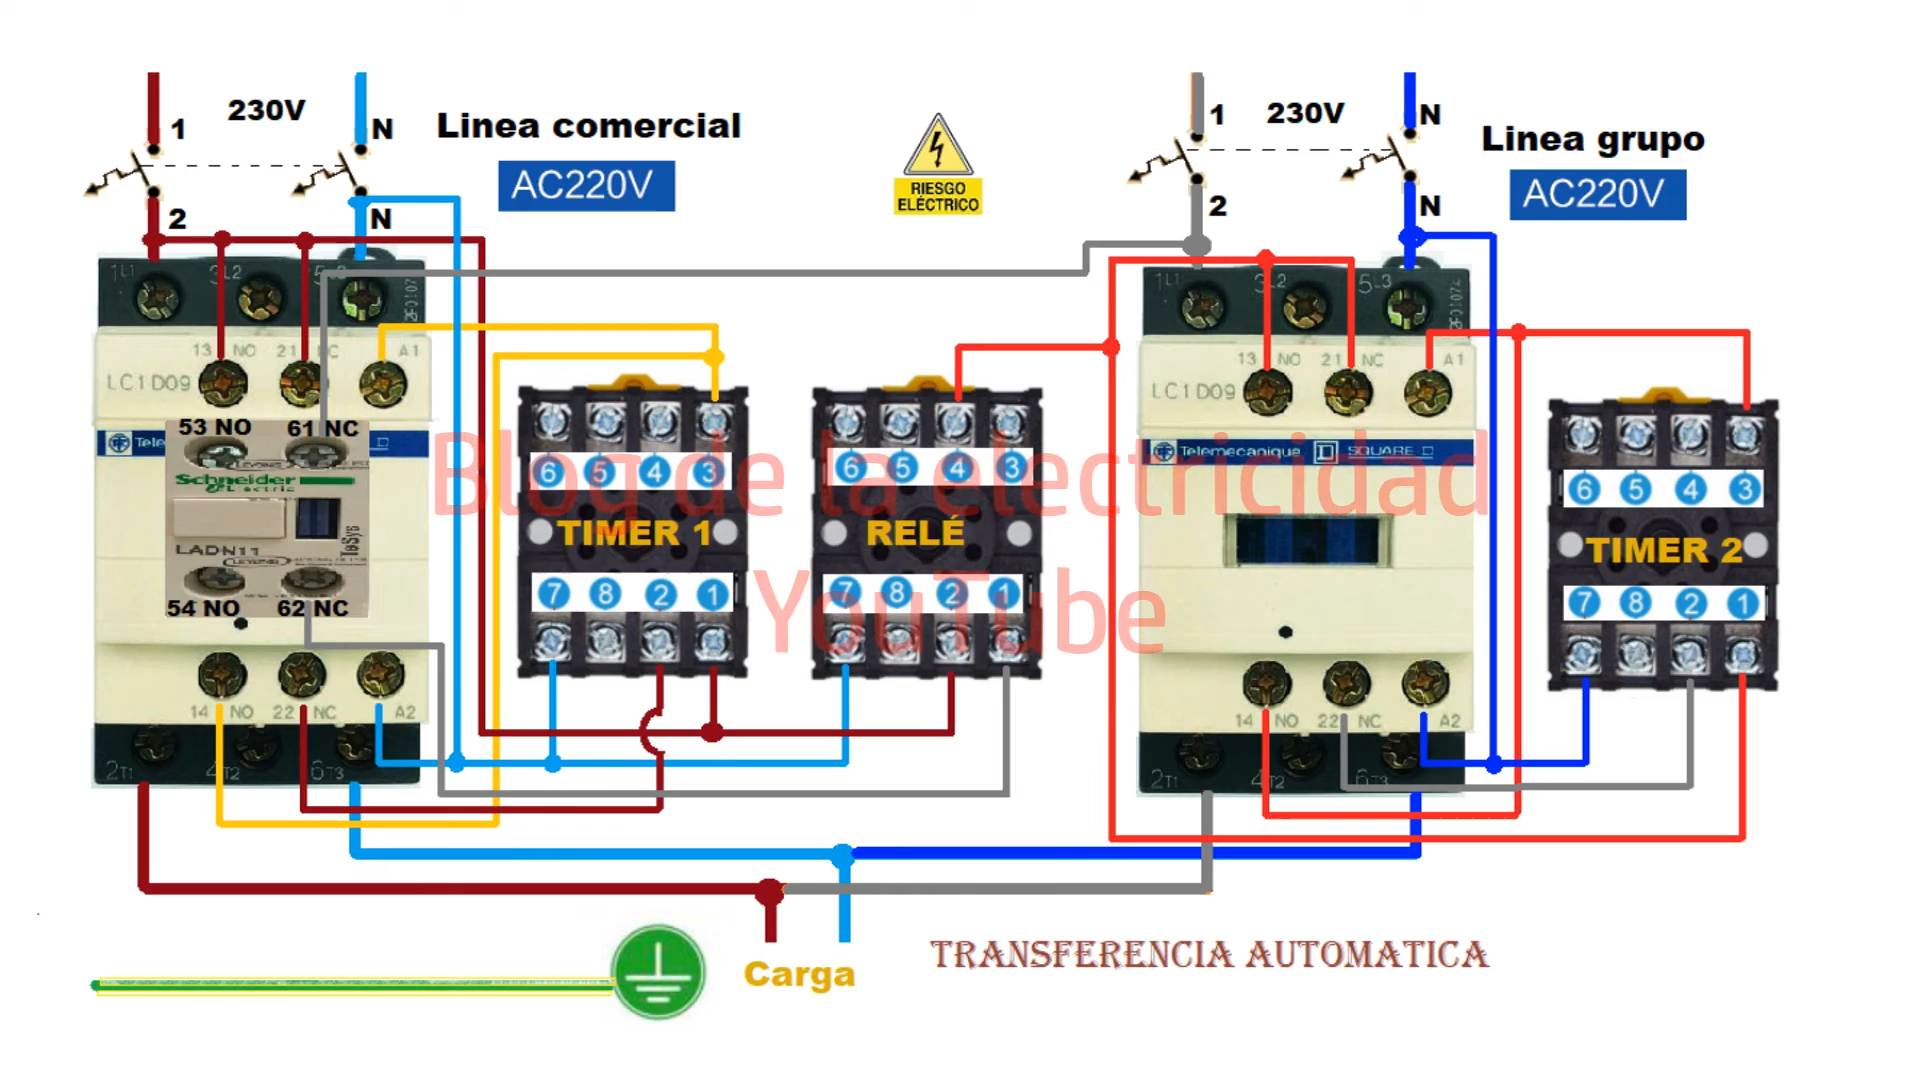 230V
1
N
Linea comercial
AC220V
2
N
RIESGO
ELÉCTRICO
230V
1
N
Linea grupo
AC220V
2
N
1L1
3L2
5L3
13 NO
21 NC
A1
LC1D09
Tele
53 NO
61 NC
Schneider
Electric
LADN11
TeSys
54 NO
62 NC
14 NO
22 NC
A2
2T1
4T2
6T3
6 5 4 3
TIMER 1
7 8 2 1
6 5 4 3
RELÉ
7 8 2 1
1L1
3L2
5L3
13 NO
21 NC
A1
LC1D09
Telemecanique
SQUARE D
14 NO
22 NC
A2
2T1
4T2
6T3
6 5 4 3
TIMER 2
7 8 2 1
Blog de la electricidad
YouTube
Carga
TRANSFERENCIA AUTOMATICA